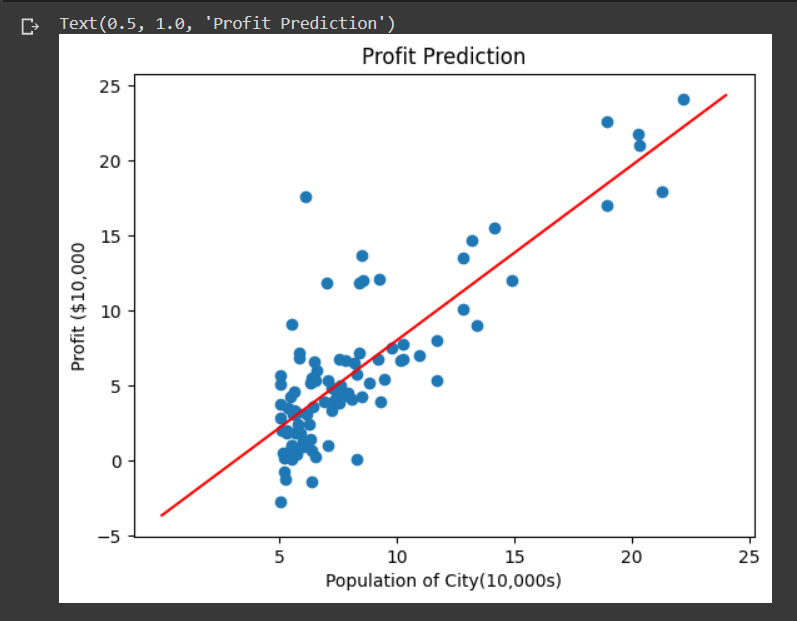 Text(0.5, 1.0, 'Profit Prediction')
Profit Prediction
25
20
15
10
5
0
−5
Profit ($10,000
5 10 15 20 25
Population of City(10,000s)